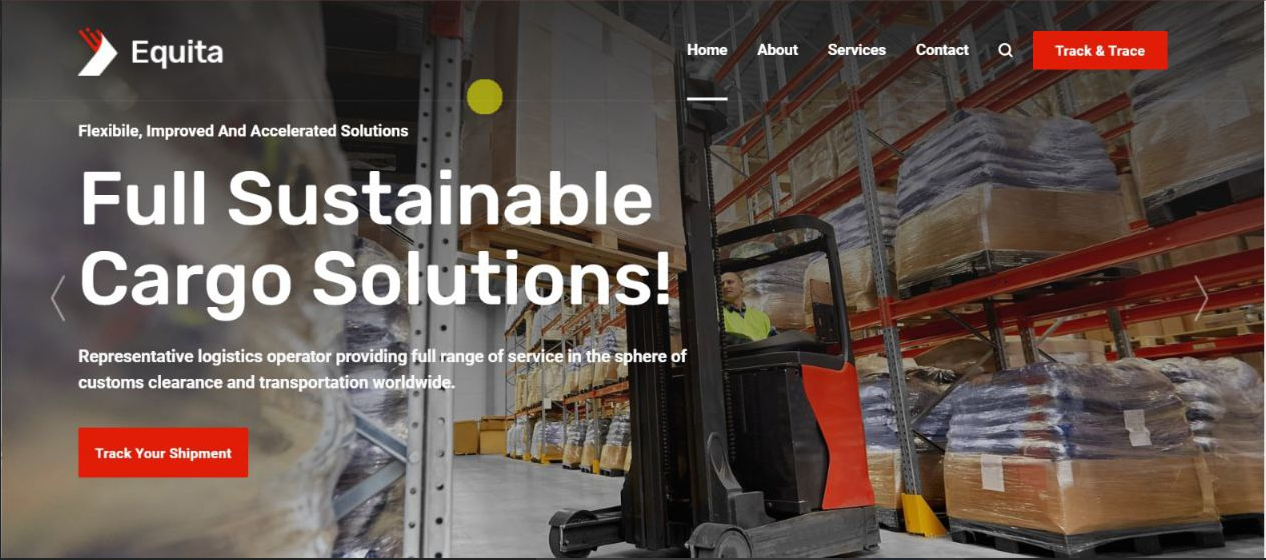 Equita
Home
About
Services
Contact
Track & Trace
Flexibile, Improved And Accelerated Solutions
Full Sustainable
Cargo Solutions!
Representative logistics operator providing full range of service in the sphere of
customs clearance and transportation worldwide.
Track Your Shipment